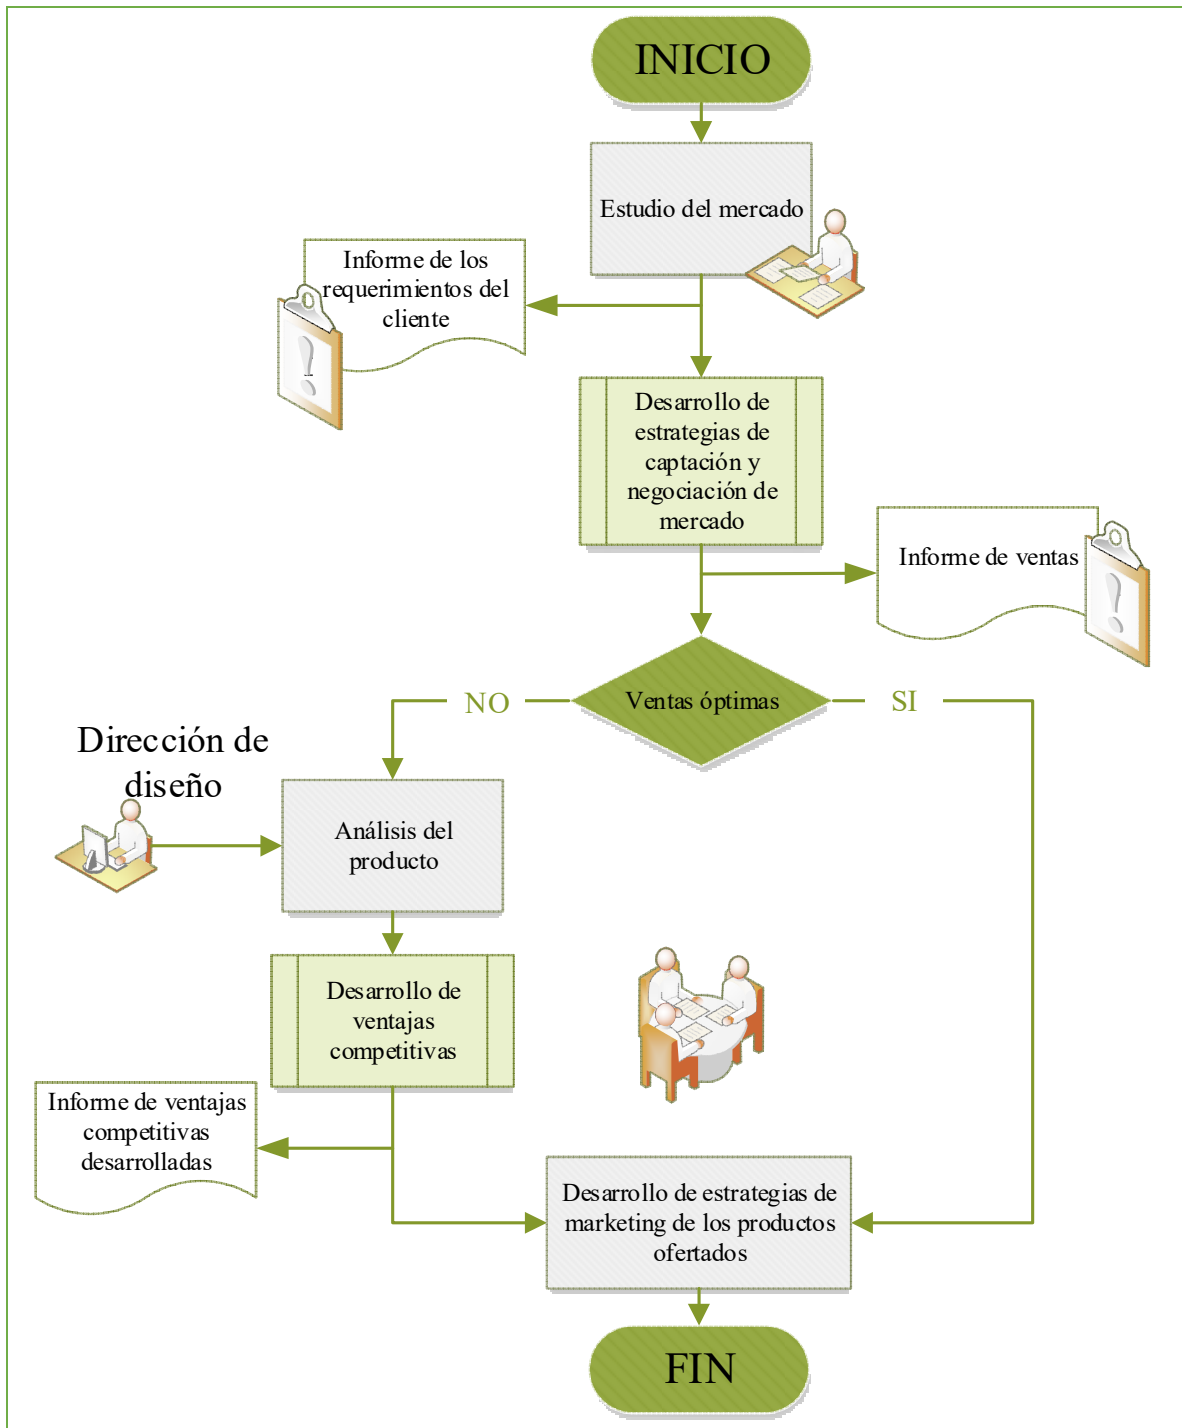 INICIO
Estudio del mercado
Informe de los
requerimientos del
cliente
Desarrollo de
estrategias de
captación y
negociación de
mercado
Informe de ventas
Ventas óptimas
NO
SI
Dirección de
diseño
Análisis del
producto
Desarrollo de
ventajas
competitivas
Informe de ventajas
competitivas
desarrolladas
Desarrollo de estrategias de
marketing de los productos
ofertados
FIN